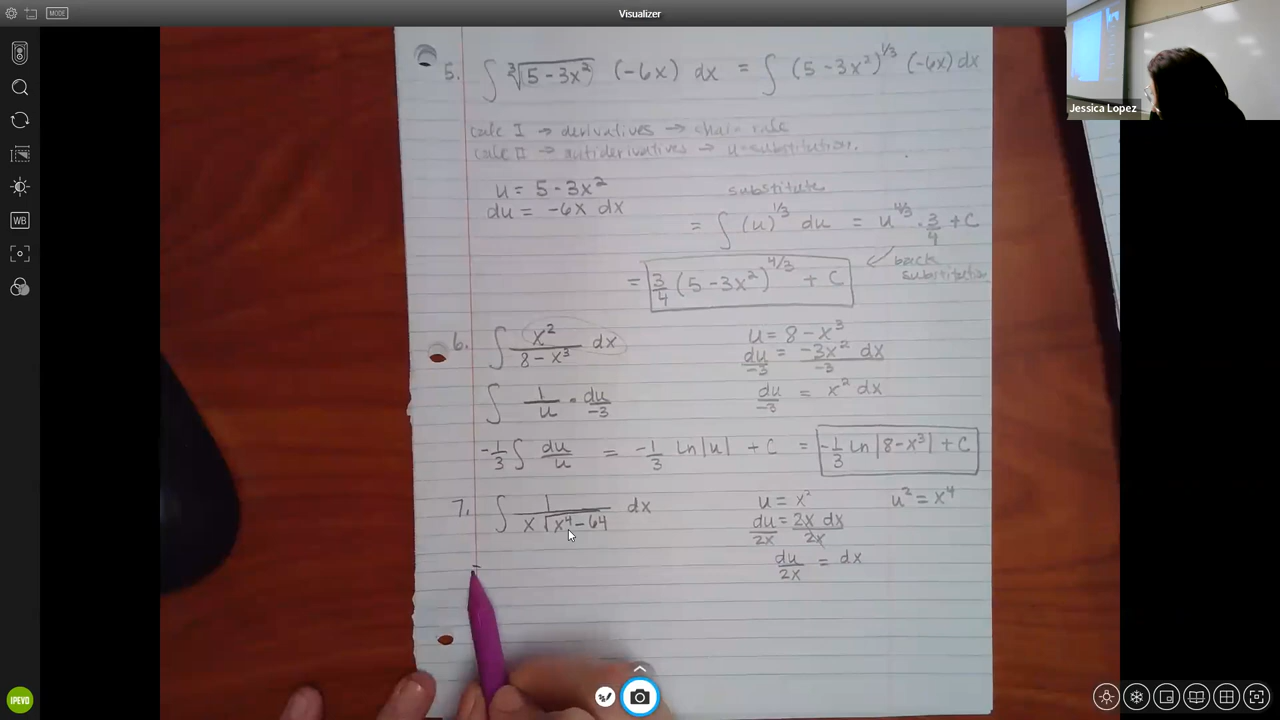 Visualizer
MODE
Jessica Lopez
5. ∫ ∛(5-3x²) (-6x) dx = ∫ (5-3x²)^1/3 (-6x) dx
calc I → derivatives → chain rule
calc II → antiderivatives → u-substitution.
u = 5-3x²
substitute
du = -6x dx
= ∫ (u)^1/3 du = u^4/3 · 3/4 + C
back
substitution
= 3/4 (5-3x²)^4/3 + C
6. ∫ x²/(8-x³) dx
u = 8-x³
du/-3 = -3x² dx/-3
∫ 1/u · du/-3
du/-3 = x² dx
-1/3 ∫ du/u = -1/3 ln|u| + C = -1/3 ln|8-x³| + C
7. ∫ 1/(x√(x⁴-64)) dx
u = x²
u² = x⁴
du/2x = 2x dx/2x
du/2x = dx
WB
IPEVO